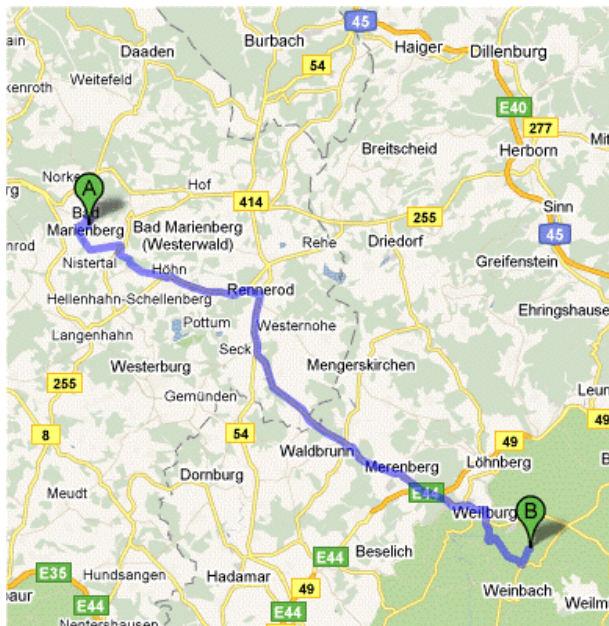 45
Burbach
Haiger
Dillenburg
Daaden
54
Weitefeld
E40
277
Herborn
Breitscheid
A
Hof
414
255
Sinn
45
Bad
Marienberg
Bad Marienberg
(Westerwald)
Rehe
Driedorf
Greifenstein
Nistertal
Höhn
Rennerod
Hellenhahn-Schellenberg
Pottum
Westernohe
Langenhahn
Seck
Westerburg
Mengerskirchen
255
Gemünden
8
54
49
49
Waldbrunn
Löhnberg
Merenberg
Dornburg
E44
Meudt
Weilburg
B
Beselich
E44
E35
Hundsangen
Hadamar
49
Weinbach
E44
E44